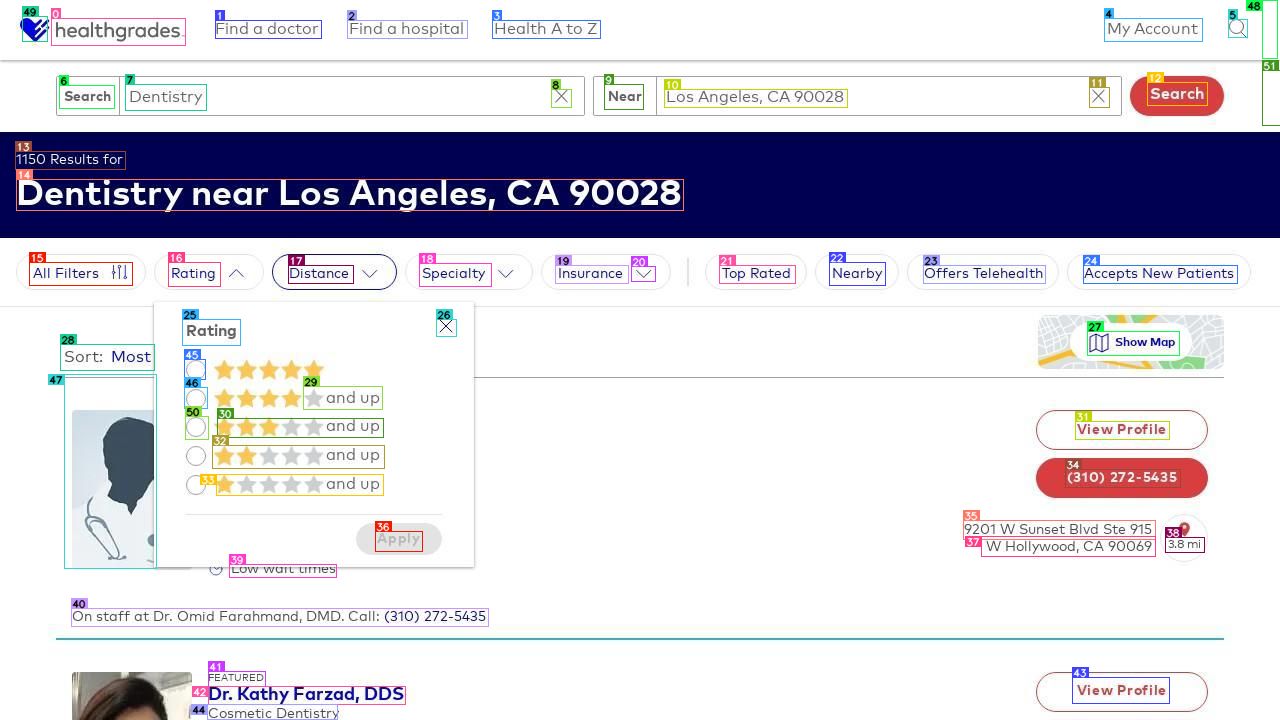 healthgrades
Find a doctor
Find a hospital
Health A to Z
My Account
Search
Dentistry
Near
Los Angeles, CA 90028
Search
1150 Results for
Dentistry near Los Angeles, CA 90028
All Filters
Rating
Distance
Specialty
Insurance
Top Rated
Nearby
Offers Telehealth
Accepts New Patients
Rating
and up
and up
and up
and up
Apply
Sort: Most
Show Map
View Profile
(310) 272-5435
9201 W Sunset Blvd Ste 915
W Hollywood, CA 90069
3.8 mi
Low wait times
On staff at Dr. Omid Farahmand, DMD. Call: (310) 272-5435
FEATURED
Dr. Kathy Farzad, DDS
Cosmetic Dentistry
View Profile
49
0
1
2
3
4
5
48
51
6
7
8
9
10
11
12
13
14
15
16
17
18
19
20
21
22
23
24
25
26
27
28
45
46
47
29
50
30
32
33
31
34
35
36
37
38
39
40
41
42
43
44